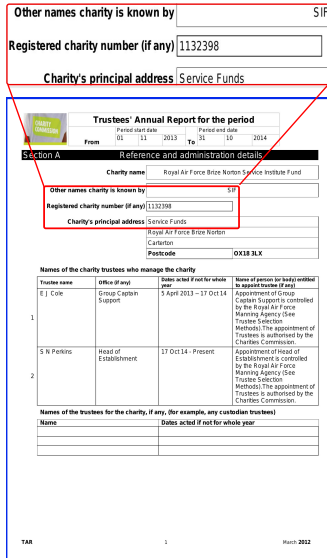 Other names charity is known by SIF
Registered charity number (if any) 1132398
Charity's principal address Service Funds
CHARITY COMMISSION
Trustees' Annual Report for the period
Period start date Period end date
From 01 11 2013 To 31 10 2014
Section A Reference and administration details
Charity name Royal Air Force Brize Norton Service Institute Fund
Other names charity is known by SIF
Registered charity number (if any) 1132398
Charity's principal address Service Funds
Royal Air Force Brize Norton
Carterton
Postcode OX18 3LX
Names of the charity trustees who manage the charity
Trustee name Office (if any) Dates acted if not for whole year Name of person (or body) entitled to appoint trustee (if any)
1 E J Cole Group Captain Support 5 April 2013 – 17 Oct 14 Appointment of Group Captain Support is controlled by the Royal Air Force Manning Agency (See Trustee Selection Methods).The appointment of Trustees is authorised by the Charities Commission.
2 S N Perkins Head of Establishment 17 Oct 14 - Present Appointment of Head of Establishment is controlled by the Royal Air Force Manning Agency (See Trustee Selection Methods).The appointment of Trustees is authorised by the Charities Commission.
Names of the trustees for the charity, if any, (for example, any custodian trustees)
Name Dates acted if not for whole year
TAR 1 March 2012